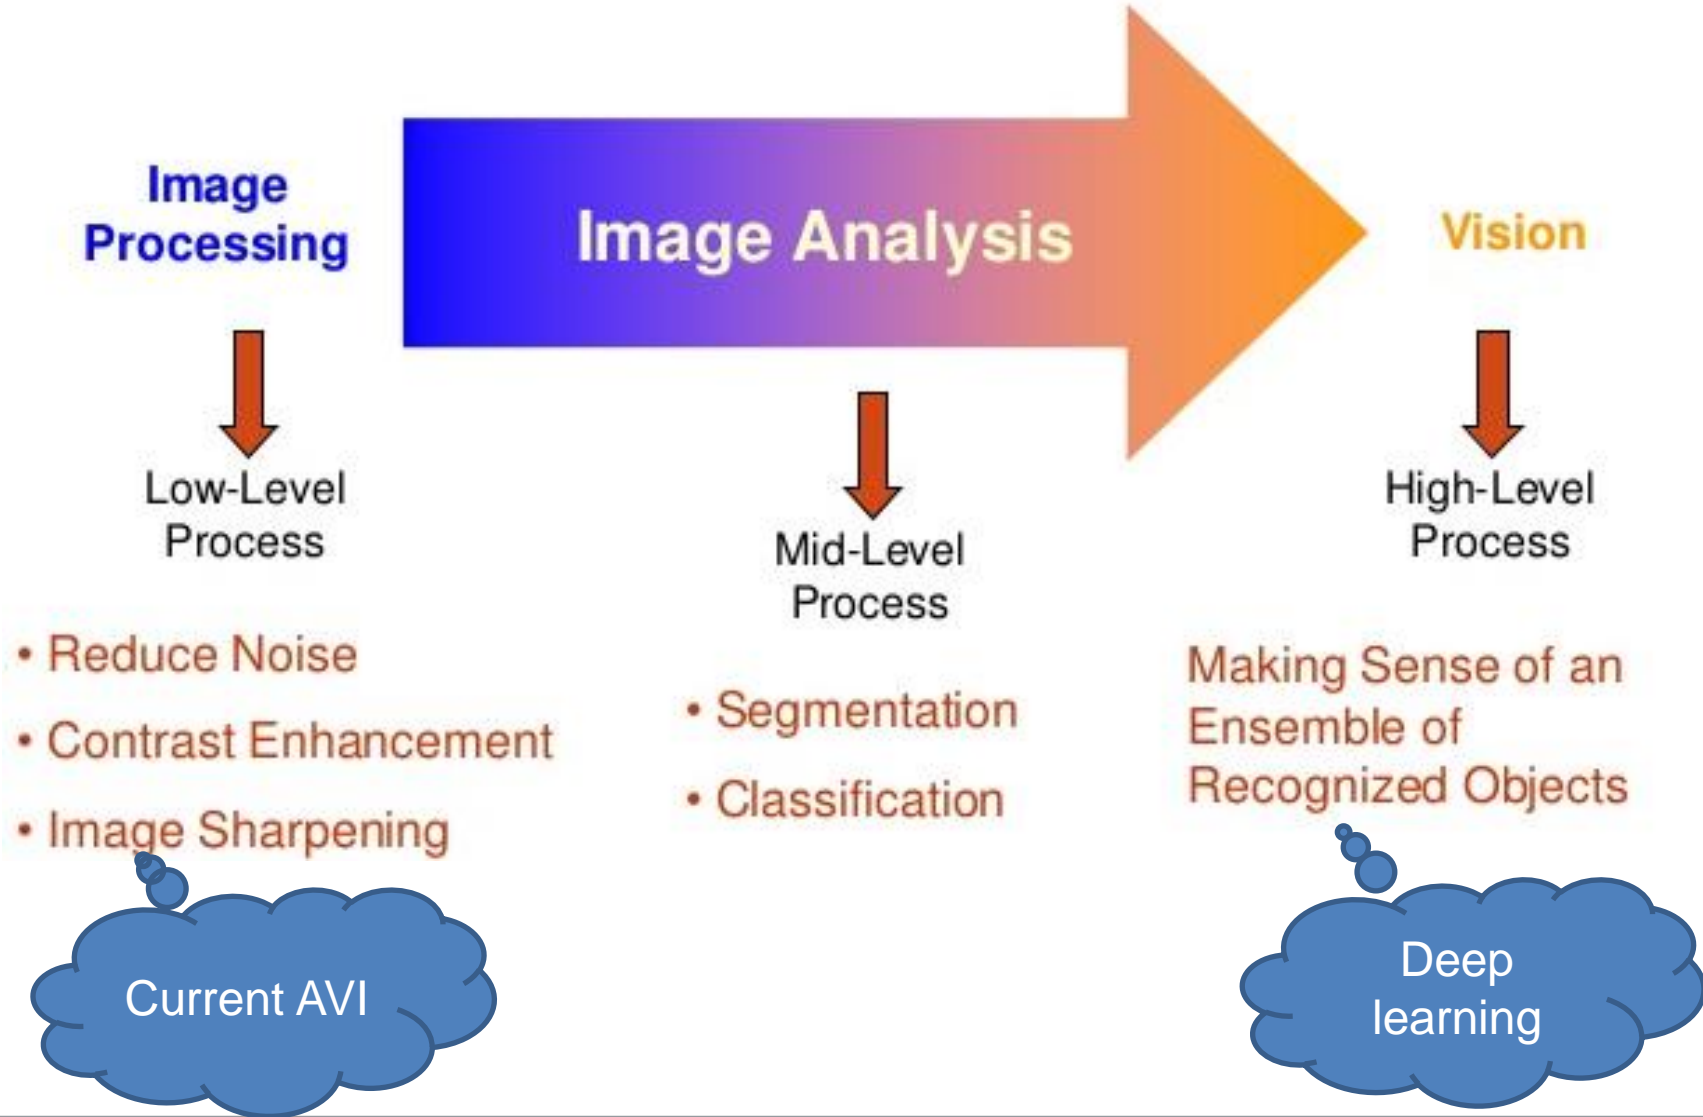 Image
Processing
Image Analysis
Vision
Low-Level
Process
• Reduce Noise
• Contrast Enhancement
• Image Sharpening
Current AVI
Mid-Level
Process
• Segmentation
• Classification
High-Level
Process
Making Sense of an
Ensemble of
Recognized Objects
Deep
learning